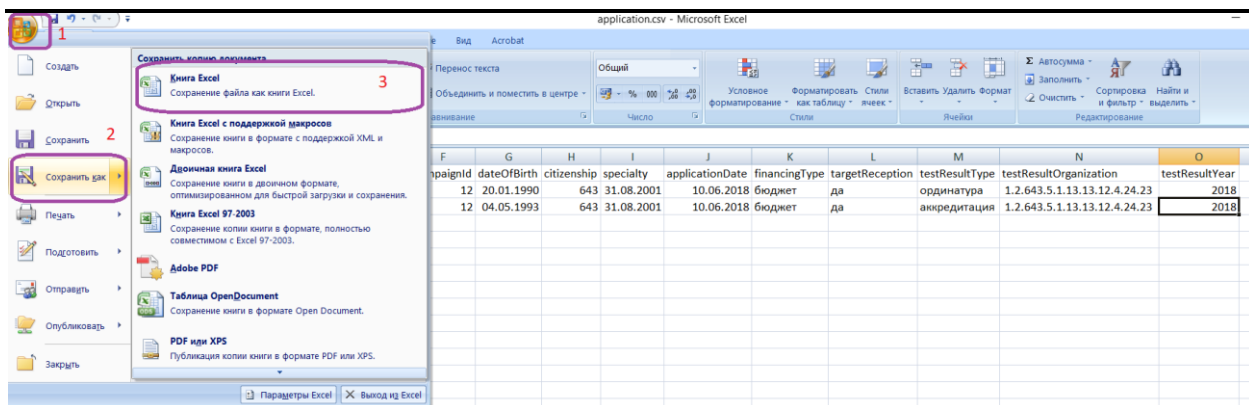 application.csv - Microsoft Excel
1
Вид Acrobat
Создать
Открыть
Сохранить
2
Сохранить как
Печать
Подготовить
Отправить
Опубликовать
Закрыть
Сохранить копию документа
Книга Excel
3
Сохранение файла как книги Excel.
Книга Excel с поддержкой макросов
Сохранение книги в формате с поддержкой XML и
макросов.
Двоичная книга Excel
Сохранение книги в двоичном формате,
оптимизированном для быстрой загрузки и сохранения.
Книга Excel 97-2003
Сохранение копии книги в формате, полностью
совместимом с Excel 97-2003.
Adobe PDF
Таблица OpenDocument
Сохранение книги в формате Open Document.
PDF или XPS
Публикация копии книги в формате PDF или XPS.
Параметры Excel Выход из Excel
Перенос текста
Объединить и поместить в центре
Общий
% 000
Число
Условное форматирование
Форматировать как таблицу
Стили ячеек
Стили
Вставить Удалить Формат
Ячейки
Σ Автосумма
Заполнить
Очистить
Сортировка и фильтр
Найти и выделить
Редактирование
F G H I J K L M N O
paignId dateOfBirth citizenship specialty applicationDate financingType targetReception testResultType testResultOrganization testResultYear
12 20.01.1990 643 31.08.2001 10.06.2018 бюджет да ординатура 1.2.643.5.1.13.13.12.4.24.23 2018
12 04.05.1993 643 31.08.2001 10.06.2018 бюджет да аккредитация 1.2.643.5.1.13.13.12.4.24.23 2018